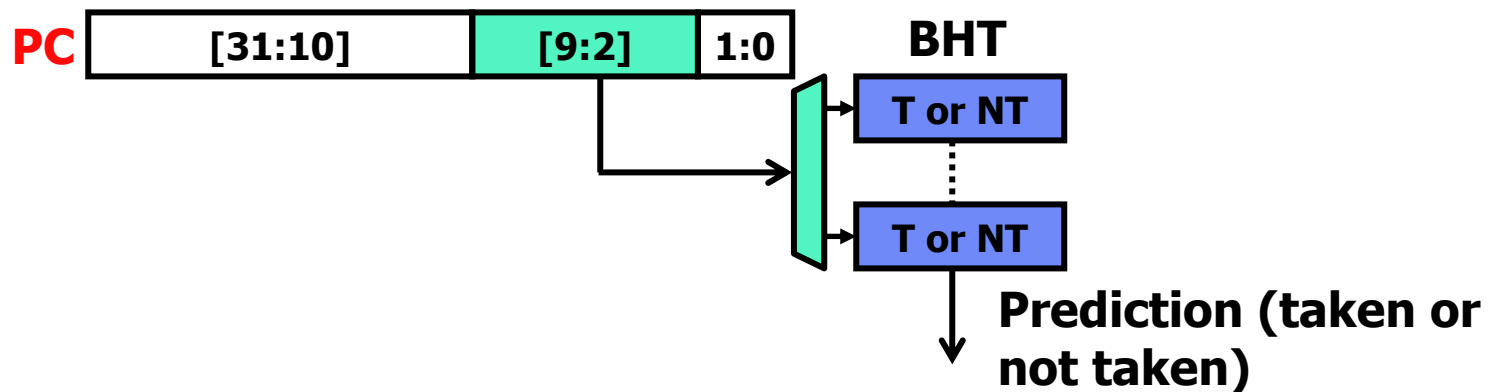 PC
[31:10]
[9:2]
1:0
BHT
T or NT
T or NT
Prediction (taken or
not taken)